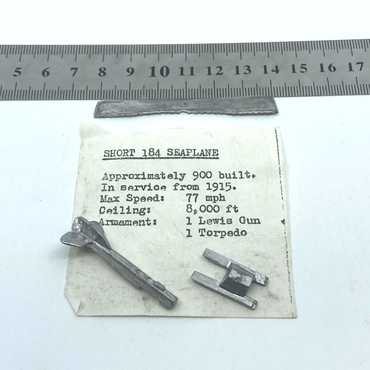 5 6 7 8 9 10 11 12 13 14 15 16 17
SHORT 184 SEAPLANE
Approximately 900 built.
In service from 1915.
Max Speed: 77 mph
Ceiling: 8,000 ft
Armament: 1 Lewis Gun
1 Torpedo